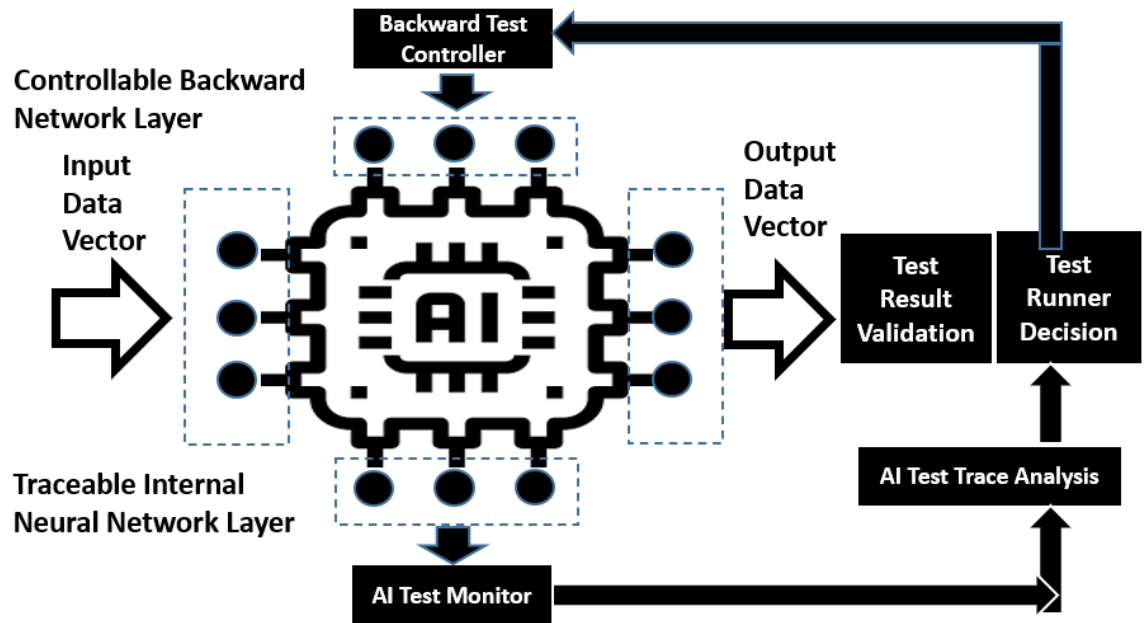 Backward Test
Controller
Controllable Backward
Network Layer
Input
Data
Vector
Output
Data
Vector
AI
Test
Result
Validation
Test
Runner
Decision
AI Test Trace Analysis
Traceable Internal
Neural Network Layer
AI Test Monitor